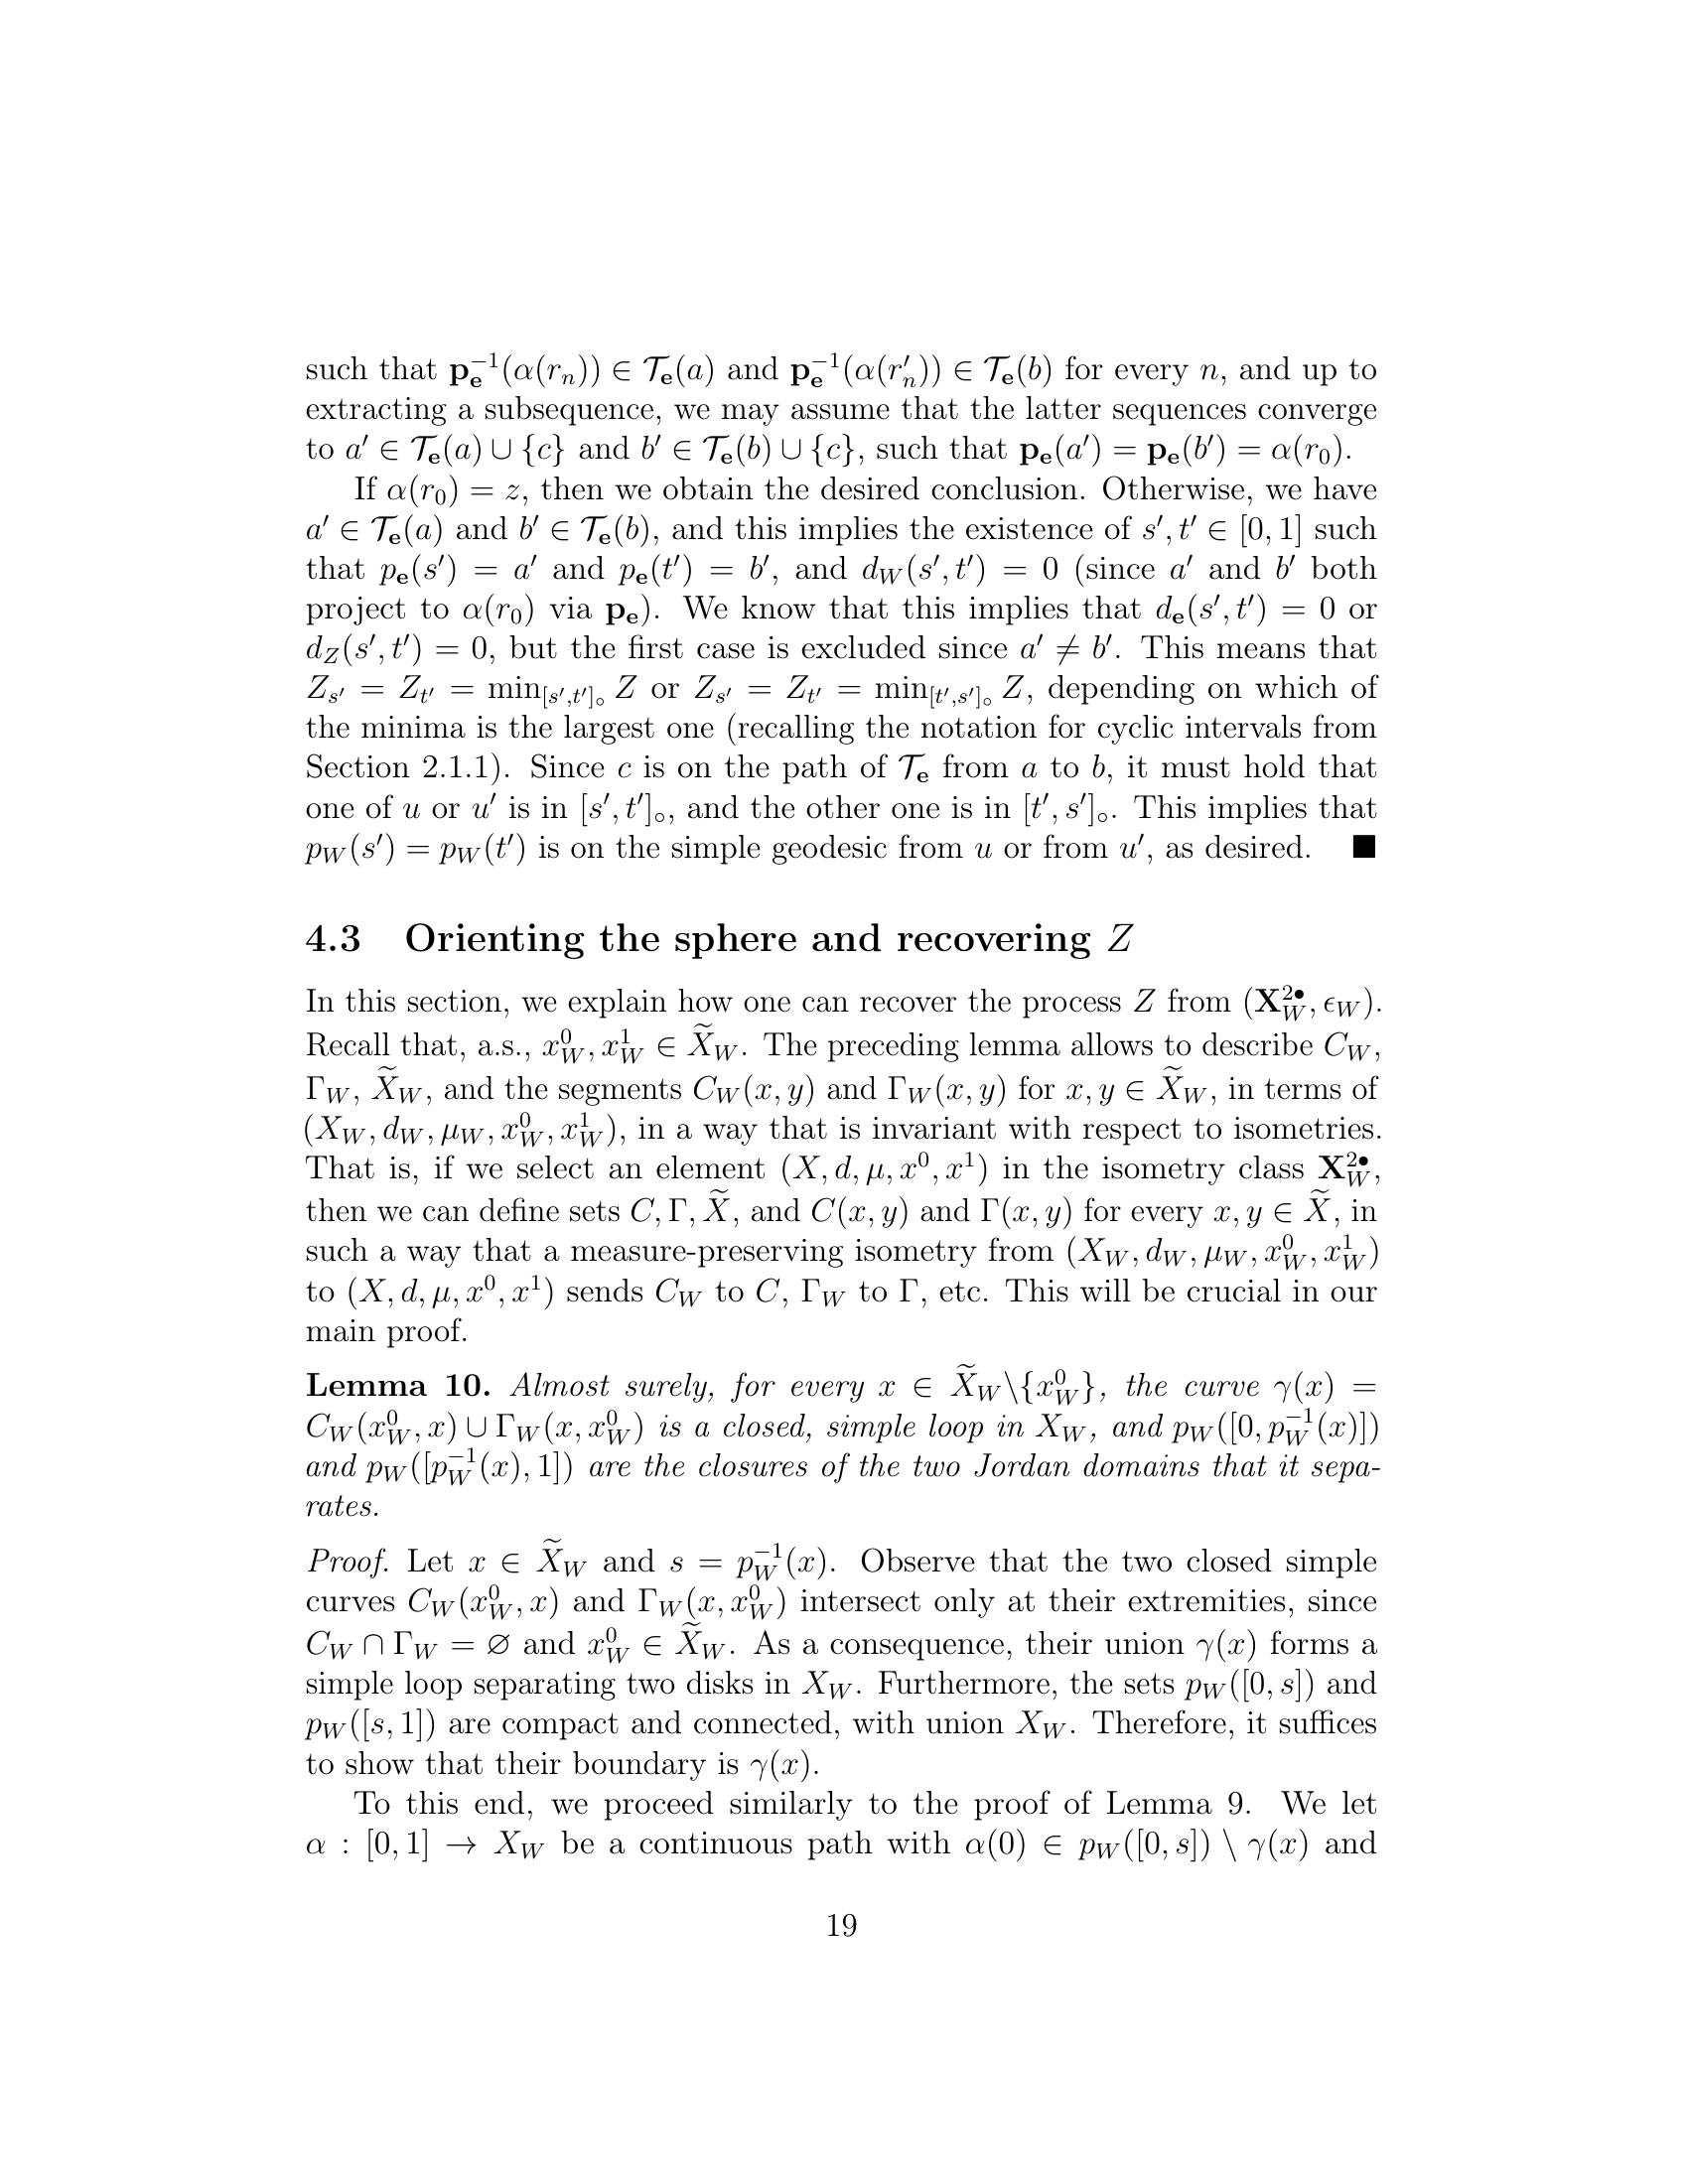 such that $\mathbf{p}_{\mathbf{e}}^{-1}(\alpha(r_n)) \in \mathcal{T}_{\mathbf{e}}(a)$ and $\mathbf{p}_{\mathbf{e}}^{-1}(\alpha(r'_n)) \in \mathcal{T}_{\mathbf{e}}(b)$ for every $n$, and up to
extracting a subsequence, we may assume that the latter sequences converge
to $a' \in \mathcal{T}_{\mathbf{e}}(a) \cup \{c\}$ and $b' \in \mathcal{T}_{\mathbf{e}}(b) \cup \{c\}$, such that $\mathbf{p}_{\mathbf{e}}(a') = \mathbf{p}_{\mathbf{e}}(b') = \alpha(r_0)$.
If $\alpha(r_0) = z$, then we obtain the desired conclusion. Otherwise, we have
$a' \in \mathcal{T}_{\mathbf{e}}(a)$ and $b' \in \mathcal{T}_{\mathbf{e}}(b)$, and this implies the existence of $s', t' \in [0, 1]$ such
that $p_{\mathbf{e}}(s') = a'$ and $p_{\mathbf{e}}(t') = b'$, and $d_W(s', t') = 0$ (since $a'$ and $b'$ both
project to $\alpha(r_0)$ via $\mathbf{p}_{\mathbf{e}}$). We know that this implies that $d_{\mathbf{e}}(s', t') = 0$ or
$d_Z(s', t') = 0$, but the first case is excluded since $a' \neq b'$. This means that
$Z_{s'} = Z_{t'} = \min_{[s',t']_\circ} Z$ or $Z_{s'} = Z_{t'} = \min_{[t',s']_\circ} Z$, depending on which of
the minima is the largest one (recalling the notation for cyclic intervals from
Section 2.1.1). Since $c$ is on the path of $\mathcal{T}_{\mathbf{e}}$ from $a$ to $b$, it must hold that
one of $u$ or $u'$ is in $[s', t']_\circ$, and the other one is in $[t', s']_\circ$. This implies that
$p_W(s') = p_W(t')$ is on the simple geodesic from $u$ or from $u'$, as desired. ■
4.3 Orienting the sphere and recovering $Z$
In this section, we explain how one can recover the process $Z$ from $(\mathbf{X}_W^{2\bullet}, \epsilon_W)$.
Recall that, a.s., $x_W^0, x_W^1 \in \widetilde{X}_W$. The preceding lemma allows to describe $C_W$,
$\Gamma_W$, $\widetilde{X}_W$, and the segments $C_W(x, y)$ and $\Gamma_W(x, y)$ for $x, y \in \widetilde{X}_W$, in terms of
$(X_W, d_W, \mu_W, x_W^0, x_W^1)$, in a way that is invariant with respect to isometries.
That is, if we select an element $(X, d, \mu, x^0, x^1)$ in the isometry class $\mathbf{X}_W^{2\bullet}$,
then we can define sets $C, \Gamma, \widetilde{X}$, and $C(x, y)$ and $\Gamma(x, y)$ for every $x, y \in \widetilde{X}$, in
such a way that a measure-preserving isometry from $(X_W, d_W, \mu_W, x_W^0, x_W^1)$
to $(X, d, \mu, x^0, x^1)$ sends $C_W$ to $C$, $\Gamma_W$ to $\Gamma$, etc. This will be crucial in our
main proof.
Lemma 10. Almost surely, for every $x \in \widetilde{X}_W \backslash \{x_W^0\}$, the curve $\gamma(x) =$
$C_W(x_W^0, x) \cup \Gamma_W(x, x_W^0)$ is a closed, simple loop in $X_W$, and $p_W([0, p_W^{-1}(x)])$
and $p_W([p_W^{-1}(x), 1])$ are the closures of the two Jordan domains that it sepa-
rates.
Proof. Let $x \in \widetilde{X}_W$ and $s = p_W^{-1}(x)$. Observe that the two closed simple
curves $C_W(x_W^0, x)$ and $\Gamma_W(x, x_W^0)$ intersect only at their extremities, since
$C_W \cap \Gamma_W = \varnothing$ and $x_W^0 \in \widetilde{X}_W$. As a consequence, their union $\gamma(x)$ forms a
simple loop separating two disks in $X_W$. Furthermore, the sets $p_W([0, s])$ and
$p_W([s, 1])$ are compact and connected, with union $X_W$. Therefore, it suffices
to show that their boundary is $\gamma(x)$.
To this end, we proceed similarly to the proof of Lemma 9. We let
$\alpha : [0, 1] \to X_W$ be a continuous path with $\alpha(0) \in p_W([0, s]) \setminus \gamma(x)$ and
19